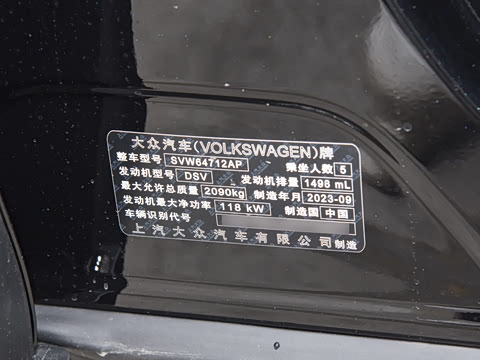 大众汽车(VOLKSWAGEN)牌
整车型号 SVW64712AP 乘坐人数 5
发动机型号 DSV 发动机排量 1498 mL
最大允许总质量 2090kg 制造年月 2023-09
发动机最大净功率 118 kW 制造国 中国
车辆识别代号
上汽大众汽车有限公司制造